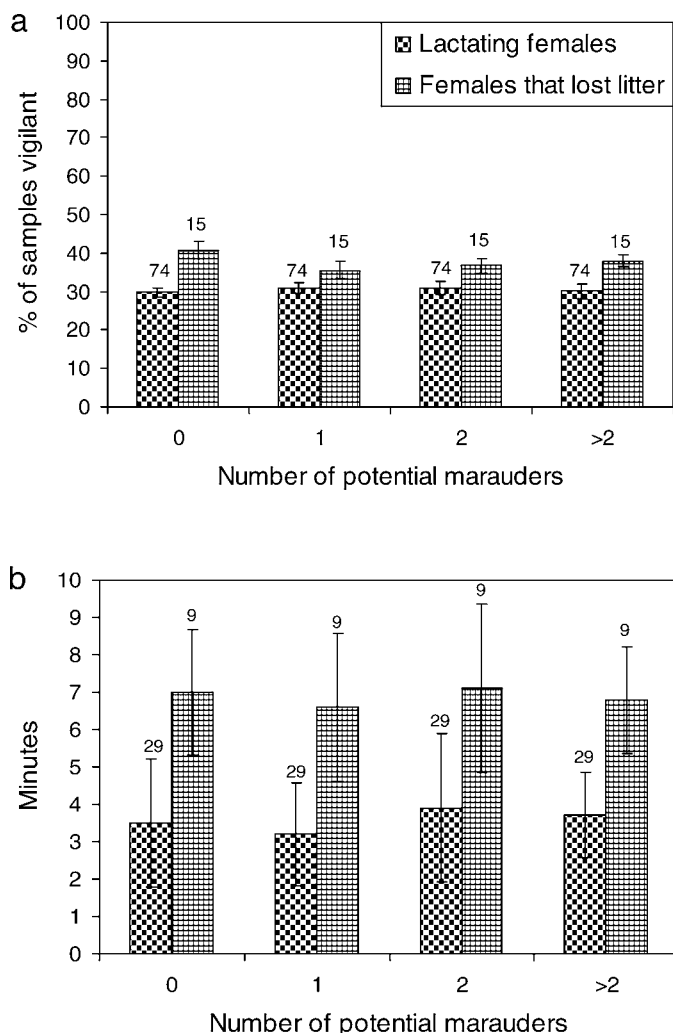 a
100
90
80
70
60
50
40
30
20
10
0
% of samples vigilant
Lactating females
Females that lost litter
74 15 74 15 74 15 74 15
0 1 2 >2
Number of potential marauders
b
10
9
8
7
6
5
4
3
2
1
0
Minutes
29 9 29 9 29 9 29 9
0 1 2 >2
Number of potential marauders